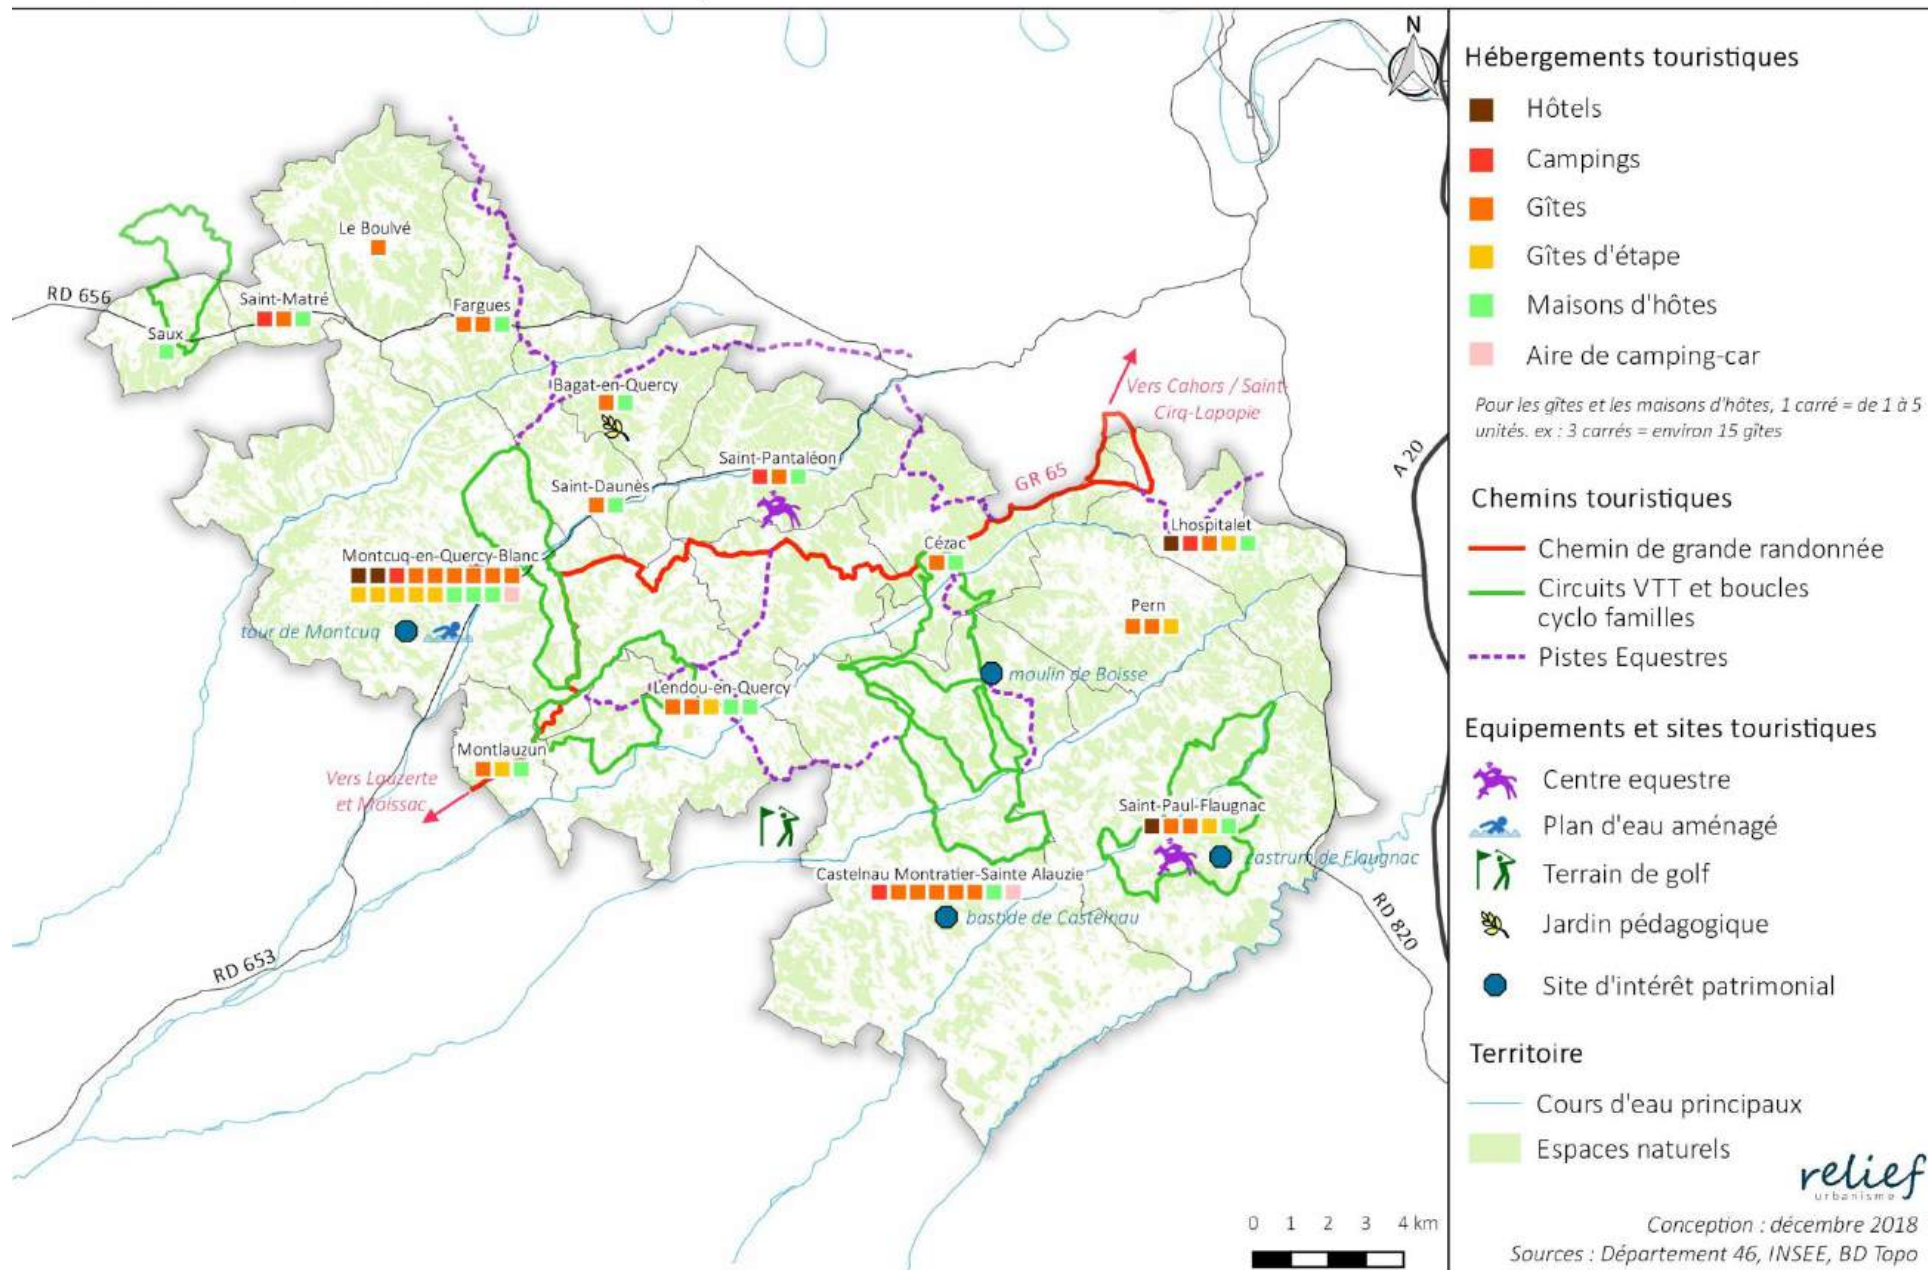 N
Le Boulvé
RD 656
Saint-Matré
Fargues
Saux
Bagat-en-Quercy
Vers Cahors / Saint-
Cirq-Lapopie
A 20
Saint-Pantaléon
GR 65
Saint-Daunès
Lhospitalet
Cézac
Montcuq-en-Quercy-Blanc
Pern
tour de Montcuq
moulin de Boisse
Lendou-en-Quercy
Montlauzun
Vers Lauzerte
et Moissac
Saint-Paul-Flaugnac
castrum de Flaugnac
Castelnau Montratier-Sainte Alauzie
bastide de Castelnau
RD 820
RD 653
0 1 2 3 4 km
Hébergements touristiques
Hôtels
Campings
Gîtes
Gîtes d'étape
Maisons d'hôtes
Aire de camping-car
Pour les gîtes et les maisons d'hôtes, 1 carré = de 1 à 5
unités. ex : 3 carrés = environ 15 gîtes
Chemins touristiques
Chemin de grande randonnée
Circuits VTT et boucles
cyclo familles
Pistes Equestres
Equipements et sites touristiques
Centre equestre
Plan d'eau aménagé
Terrain de golf
Jardin pédagogique
Site d'intérêt patrimonial
Territoire
Cours d'eau principaux
Espaces naturels
relief
urbanisme
Conception : décembre 2018
Sources : Département 46, INSEE, BD Topo